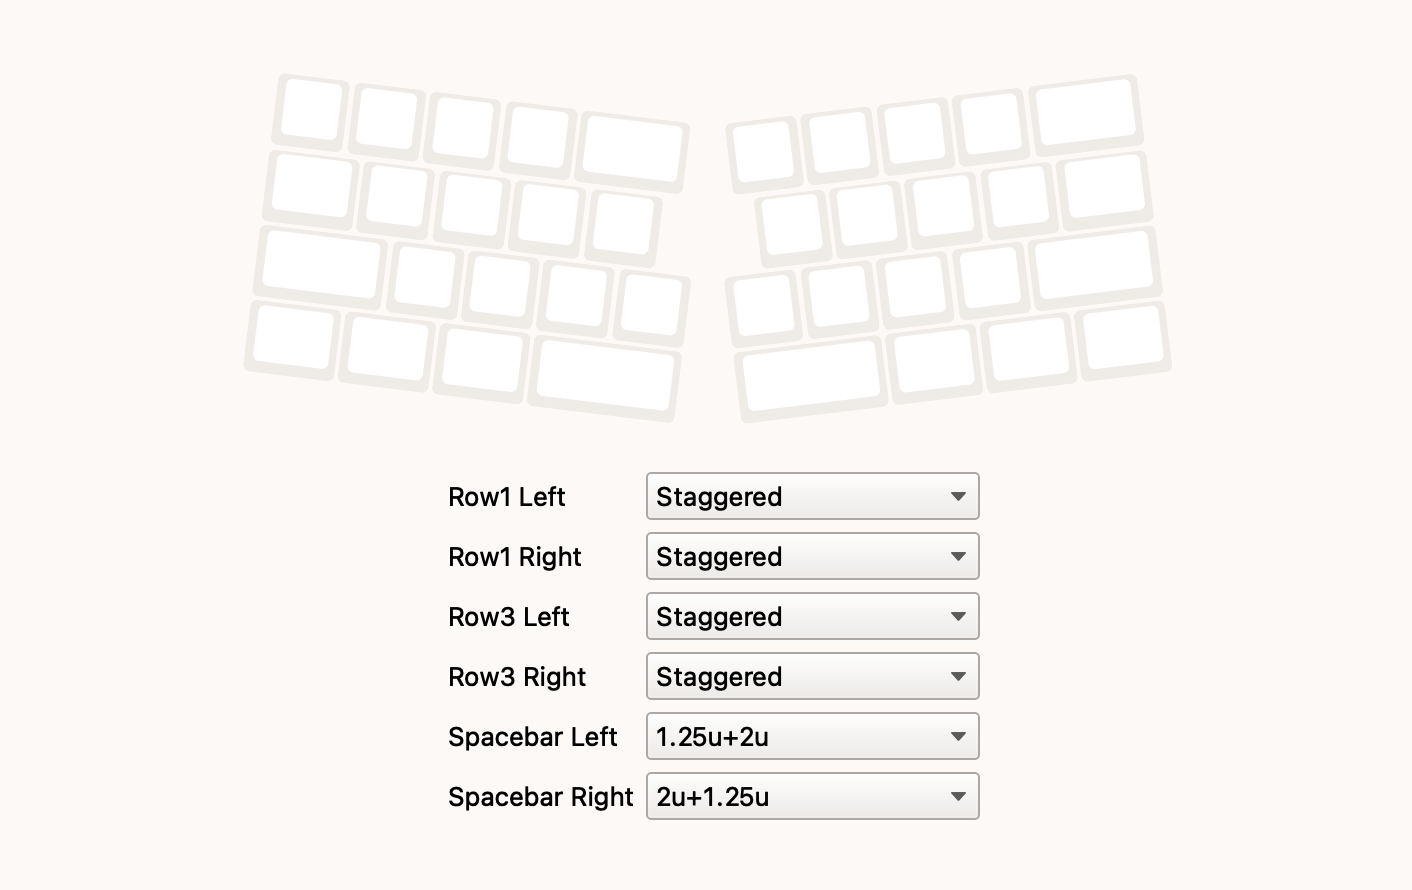 Row1 Left Staggered
Row1 Right Staggered
Row3 Left Staggered
Row3 Right Staggered
Spacebar Left 1.25u+2u
Spacebar Right 2u+1.25u